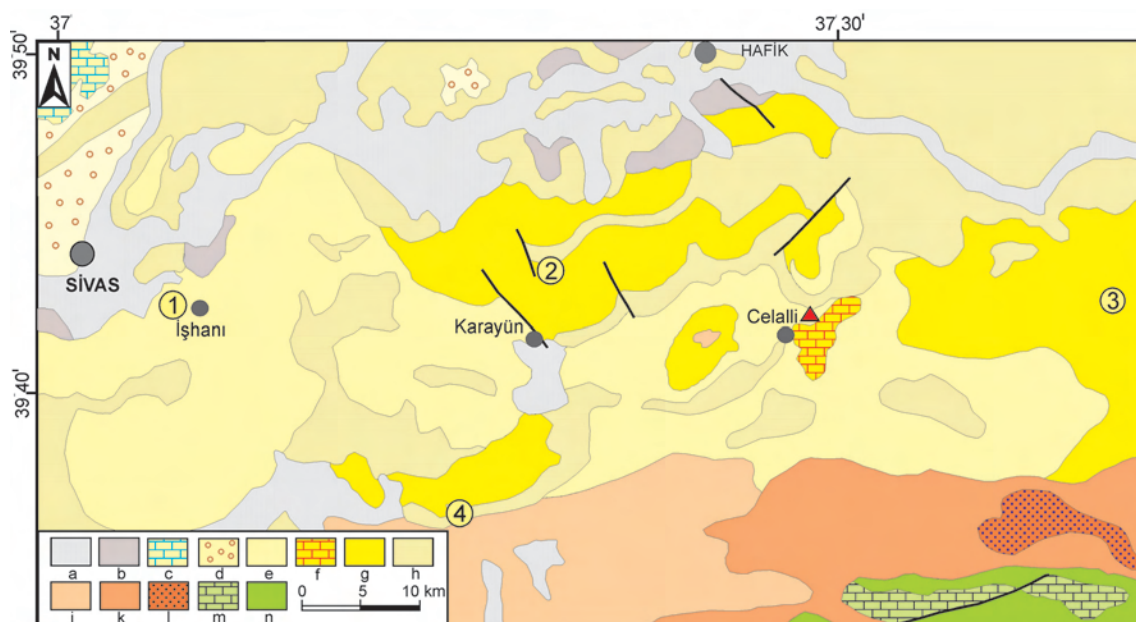 37° 37°30'
39°50'
N
HAFİK
SİVAS
1
İşhanı
2
Karayün
Celalli
3
39°40'
4
a b c d e f g h
i k l m n
0 5 10 km